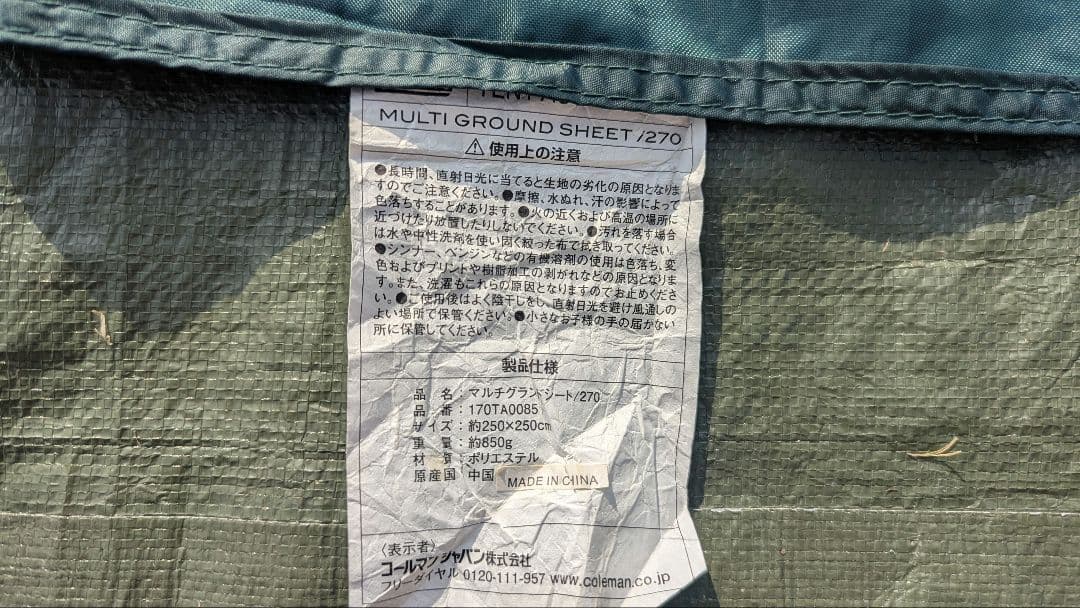 MULTI GROUND SHEET /270
⚠使用上の注意
●長時間、直射日光に当てると生地の劣化の原因となりま
すのでご注意ください。●摩擦、水ぬれ、汗の影響によって
色落ちすることがあります。●火の近くおよび高温の場所に
近づけたり放置したりしないでください。●汚れを落す場合
は水や中性洗剤を使い固く絞った布で拭き取ってください。
●シンナー、ベンジンなどの有機溶剤の使用は色落ち、変
色およびプリントや樹脂加工の剥がれなどの原因となりま
す。また、洗濯もこれらの原因となりますのでお止めくださ
い。●ご使用後はよく陰干しをし、直射日光を避け風通しの
よい場所で保管ください。●小さなお子様の手の届かない
所に保管してください。
製品仕様
品 名：マルチグランドシート/270
品 番：170TA0085
サイズ：約250×250cm
重 量：約850g
材 質：ポリエステル
原産国：中国 MADE IN CHINA
〈表示者〉
コールマン ジャパン株式会社
フリーダイヤル 0120-111-957 www.coleman.co.jp